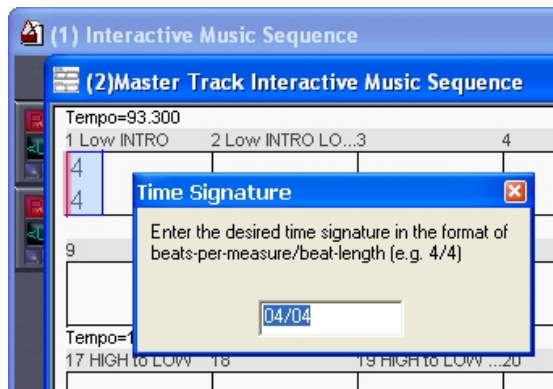 (1) Interactive Music Sequence
(2)Master Track Interactive Music Sequence
Tempo=93.300
1 Low INTRO 2 Low INTRO LO...3 4
4
4
Time Signature
Enter the desired time signature in the format of
beats-per-measure/beat-length (e.g. 4/4)
9
04/04
Tempo=1
17 HIGH to LOW 18 19 HIGH to LOW ...20